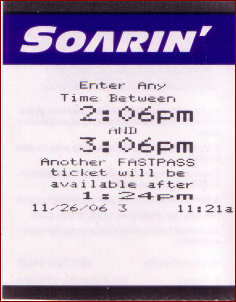 SOARIN'
Enter Any
Time Between
2:06pm
AND
3:06pm
Another FASTPASS
ticket will be
available after
1:24pm
11/26/06 3 11:21a